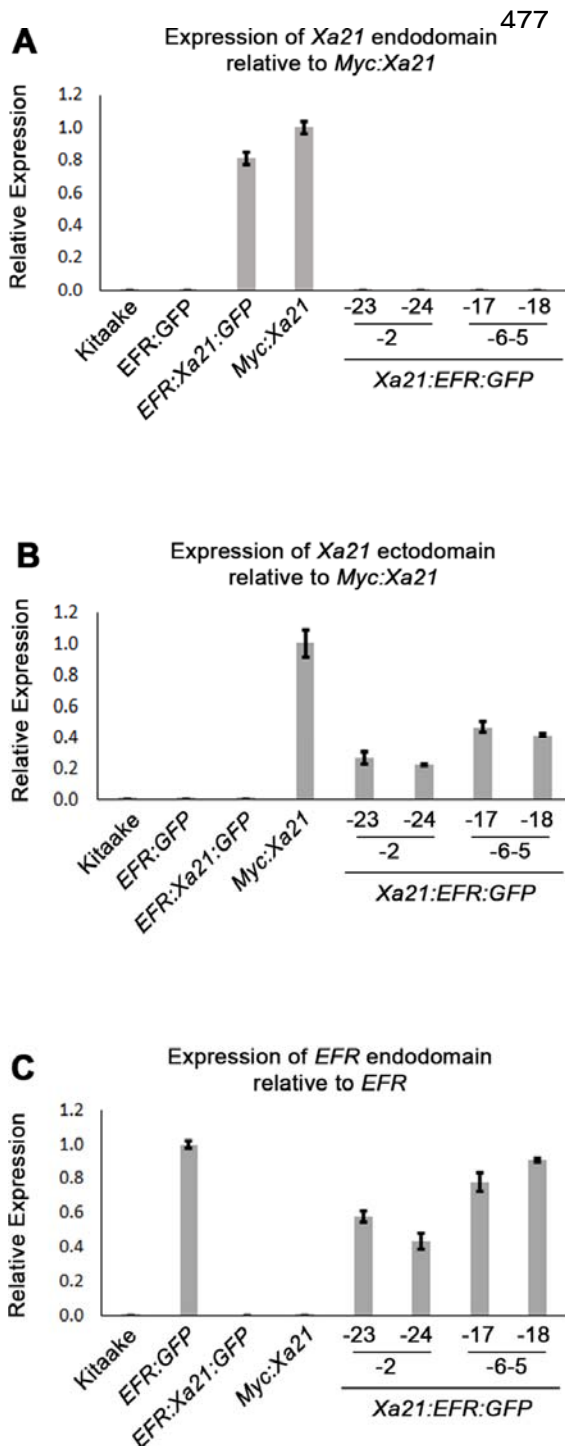 477
A
Expression of Xa21 endodomain
relative to Myc:Xa21
Relative Expression
1.2
1.0
0.8
0.6
0.4
0.2
0.0
Kitaake
EFR:GFP
EFR:Xa21:GFP
Myc:Xa21
-23 -24 -17 -18
-2 -6-5
Xa21:EFR:GFP
B
Expression of Xa21 ectodomain
relative to Myc:Xa21
Relative Expression
1.2
1.0
0.8
0.6
0.4
0.2
0.0
Kitaake
EFR:GFP
EFR:Xa21:GFP
Myc:Xa21
-23 -24 -17 -18
-2 -6-5
Xa21:EFR:GFP
C
Expression of EFR endodomain
relative to EFR
Relative Expression
1.2
1.0
0.8
0.6
0.4
0.2
0.0
Kitaake
EFR:GFP
EFR:Xa21:GFP
Myc:Xa21
-23 -24 -17 -18
-2 -6-5
Xa21:EFR:GFP